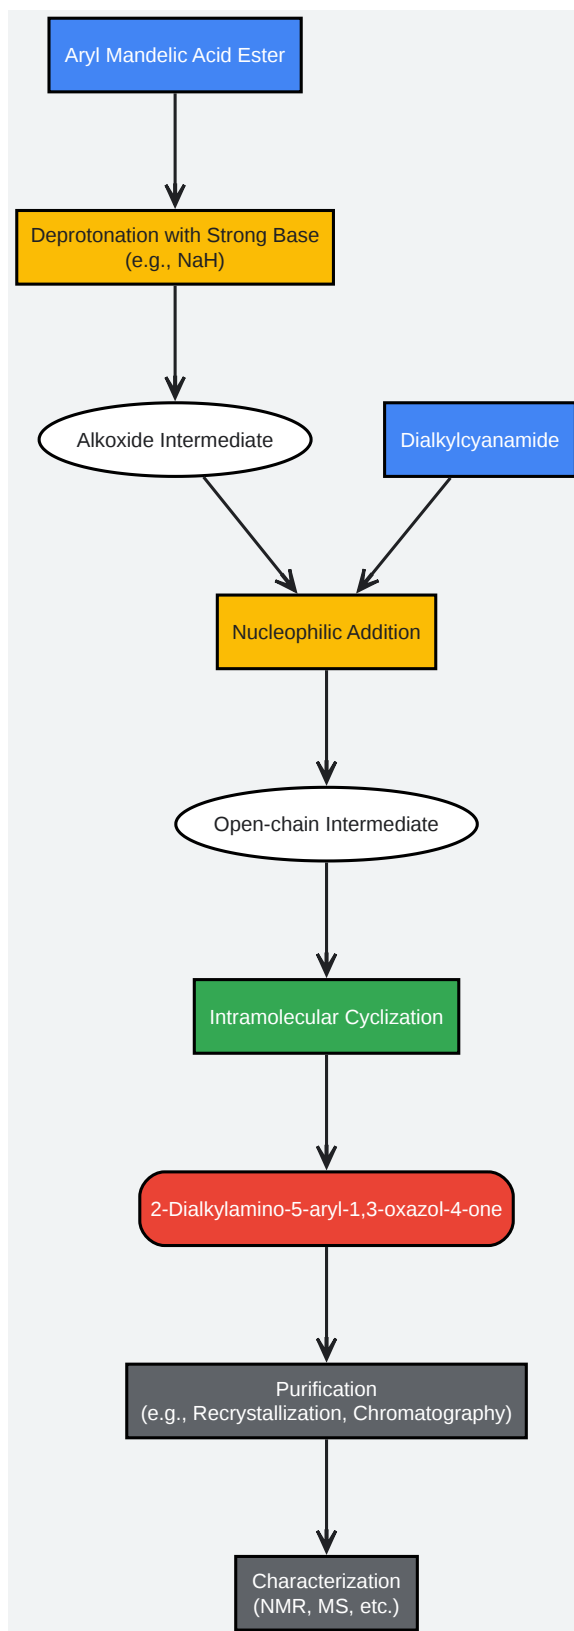 Aryl Mandelic Acid Ester
Deprotonation with Strong Base
(e.g., NaH)
Alkoxide Intermediate
Dialkylcyanamide
Nucleophilic Addition
Open-chain Intermediate
Intramolecular Cyclization
2-Dialkylamino-5-aryl-1,3-oxazol-4-one
Purification
(e.g., Recrystallization, Chromatography)
Characterization
(NMR, MS, etc.)